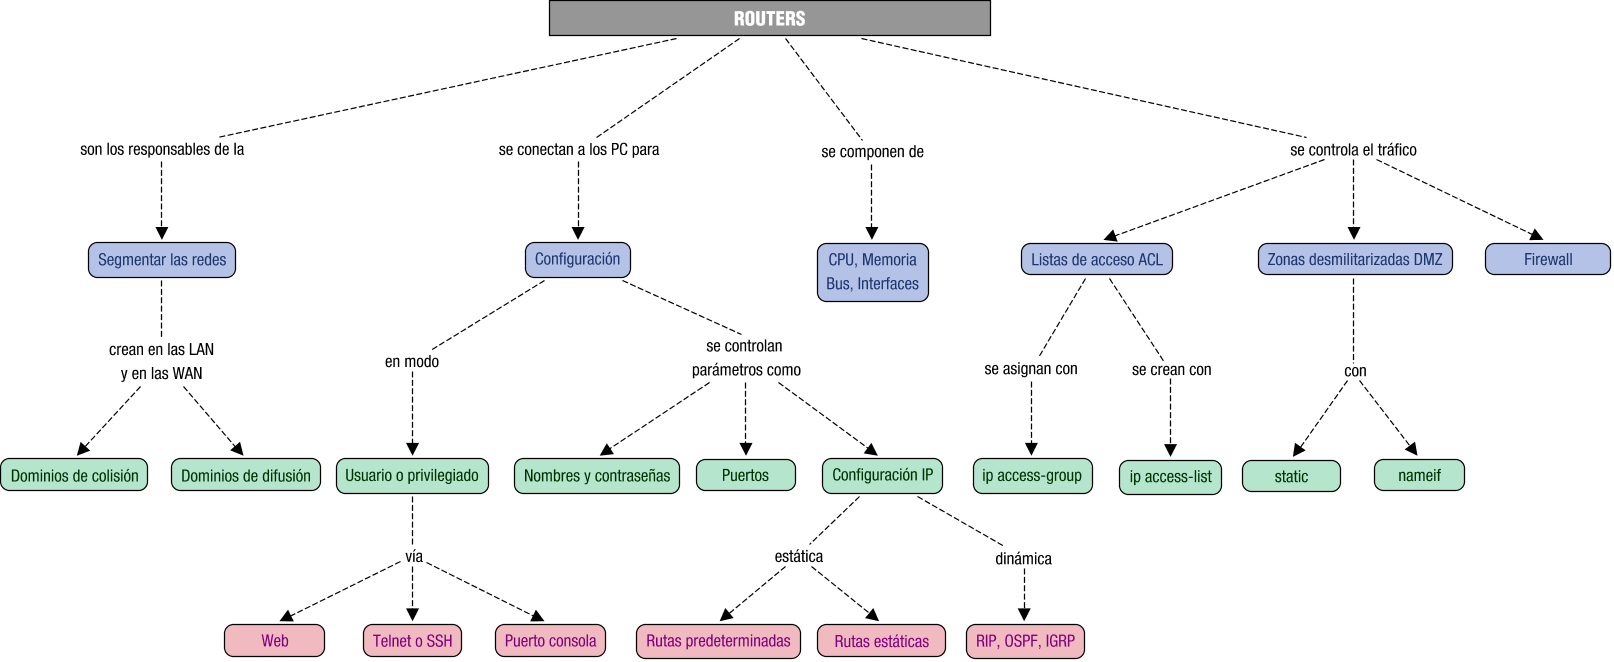 ROUTERS
son los responsables de la
se conectan a los PC para
se componen de
se controla el tráfico
Segmentar las redes
Configuración
CPU, Memoria
Bus, Interfaces
Listas de acceso ACL
Zonas desmilitarizadas DMZ
Firewall
crean en las LAN
y en las WAN
en modo
se controlan
parámetros como
se asignan con
se crean con
con
Dominios de colisión
Dominios de difusión
Usuario o privilegiado
Nombres y contraseñas
Puertos
Configuración IP
ip access-group
ip access-list
static
nameif
vía
estática
dinámica
Web
Telnet o SSH
Puerto consola
Rutas predeterminadas
Rutas estáticas
RIP, OSPF, IGRP